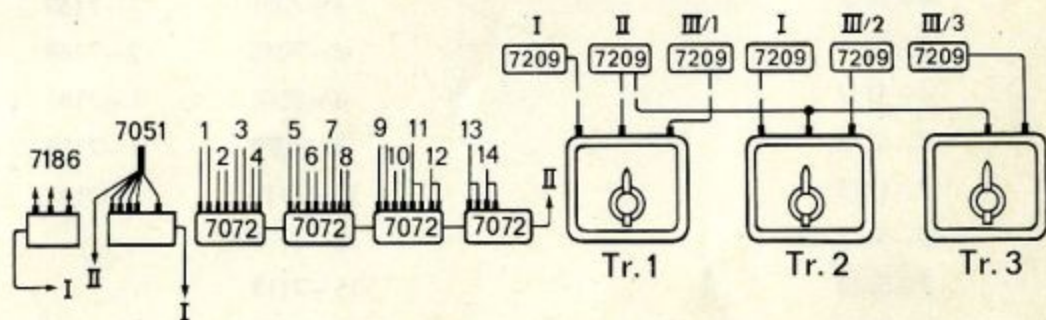 I II III/1 I III/2 III/3
7209 7209 7209 7209 7209 7209
7051 1 3 5 7 9 11 13
7186 2 4 6 8 10 12 14 II
7072 7072 7072 7072
I II I
Tr.1 Tr.2 Tr.3